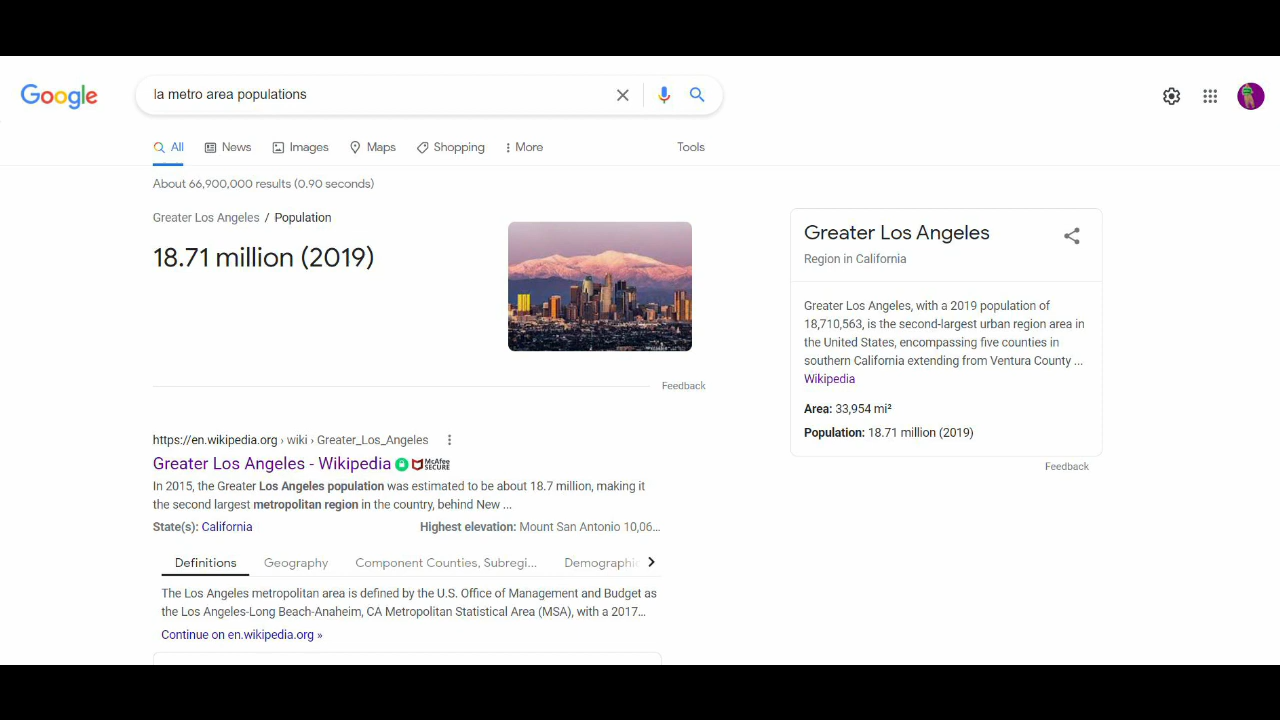 Google
la metro area populations
All
News
Images
Maps
Shopping
More
Tools
About 66,900,000 results (0.90 seconds)
Greater Los Angeles / Population
18.71 million (2019)
Feedback
https://en.wikipedia.org › wiki › Greater_Los_Angeles
Greater Los Angeles - Wikipedia McAfee SECURE
In 2015, the Greater Los Angeles population was estimated to be about 18.7 million, making it
the second largest metropolitan region in the country, behind New ...
State(s): California
Highest elevation: Mount San Antonio 10,06...
Definitions
Geography
Component Counties, Subregi...
Demographic
The Los Angeles metropolitan area is defined by the U.S. Office of Management and Budget as
the Los Angeles-Long Beach-Anaheim, CA Metropolitan Statistical Area (MSA), with a 2017...
Continue on en.wikipedia.org »
Greater Los Angeles
Region in California
Greater Los Angeles, with a 2019 population of
18,710,563, is the second-largest urban region area in
the United States, encompassing five counties in
southern California extending from Ventura County ...
Wikipedia
Area: 33,954 mi²
Population: 18.71 million (2019)
Feedback